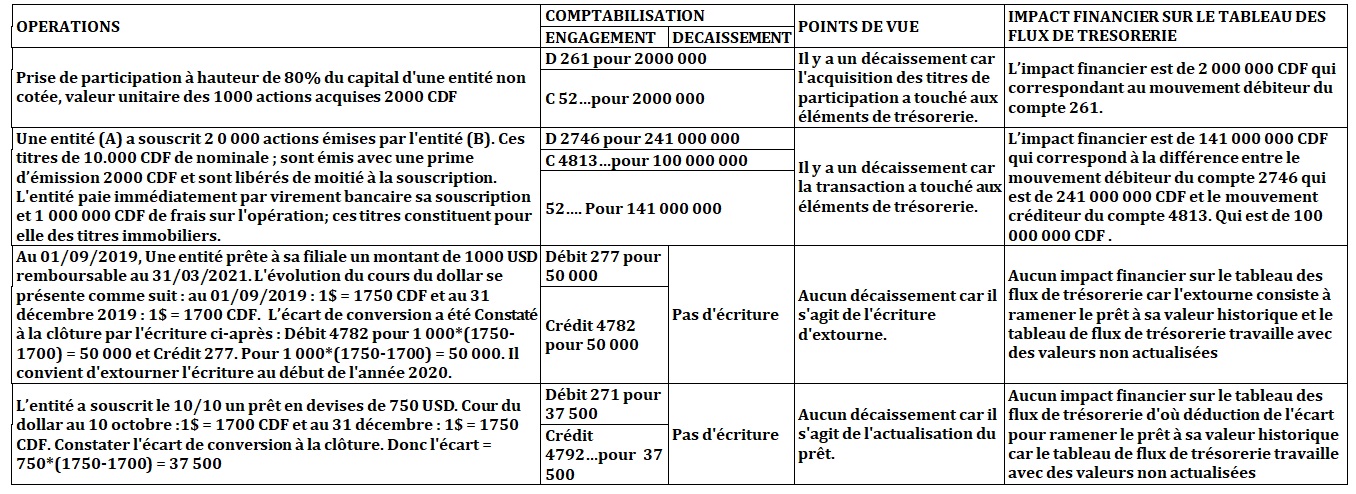 OPERATIONS
COMPTABILISATION
ENGAGEMENT
DECAISSEMENT
POINTS DE VUE
IMPACT FINANCIER SUR LE TABLEAU DES
FLUX DE TRESORERIE
Prise de participation à hauteur de 80% du capital d'une entité non
cotée, valeur unitaire des 1000 actions acquises 2000 CDF
D 261 pour 2000 000
C 52...pour 2000 000
Il y a un décaissement car
l'acquisition des titres de
participation a touché aux
éléments de trésorerie.
L’impact financier est de 2 000 000 CDF qui
correspondant au mouvement débiteur du
compte 261.
Une entité (A) a souscrit 2 0 000 actions émises par l'entité (B). Ces
titres de 10.000 CDF de nominale ; sont émis avec une prime
d’émission 2000 CDF et sont libérés de moitié à la souscription.
L'entité paie immédiatement par virement bancaire sa souscription
et 1 000 000 CDF de frais sur l'opération; ces titres constituent pour
elle des titres immobiliers.
D 2746 pour 241 000 000
C 4813...pour 100 000 000
52.... Pour 141 000 000
Il y a un décaissement car
la transaction a touché aux
éléments de trésorerie.
L’impact financier est de 141 000 000 CDF
qui correspond à la différence entre le
mouvement débiteur du compte 2746 qui
est de 241 000 000 CDF et le mouvement
créditeur du compte 4813. Qui est de 100
000 000 CDF .
Au 01/09/2019, Une entité prête à sa filiale un montant de 1000 USD
remboursable au 31/03/2021. L'évolution du cours du dollar se
présente comme suit : au 01/09/2019 : 1$ = 1750 CDF et au 31
décembre 2019 : 1$ = 1700 CDF. L’écart de conversion a été Constaté
à la clôture par l'écriture ci-après : Débit 4782 pour 1 000*(1750-
1700) = 50 000 et Crédit 277. Pour 1 000*(1750-1700) = 50 000. Il
convient d'extourner l'écriture au début de l'année 2020.
Débit 277 pour
50 000
Crédit 4782
pour 50 000
Pas d'écriture
Aucun décaissement car il
s'agit de l'écriture
d'extourne.
Aucun impact financier sur le tableau des
flux de trésorerie car l'extourne consiste à
ramener le prêt à sa valeur historique et le
tableau de flux de trésorerie travaille avec
des valeurs non actualisées
L’entité a souscrit le 10/10 un prêt en devises de 750 USD. Cour du
dollar au 10 octobre :1$ = 1700 CDF et au 31 décembre : 1$ = 1750
CDF. Constater l'écart de conversion à la clôture. Donc l'écart =
750*(1750-1700) = 37 500
Débit 271 pour
37 500
Crédit
4792...pour 37
500
Pas d'écriture
Aucun décaissement car il
s'agit de l'actualisation du
prêt.
Aucun impact financier sur le tableau des
flux de trésorerie d'où déduction de l'écart
pour ramener le prêt à sa valeur historique
car le tableau de flux de trésorerie travaille
avec des valeurs non actualisées